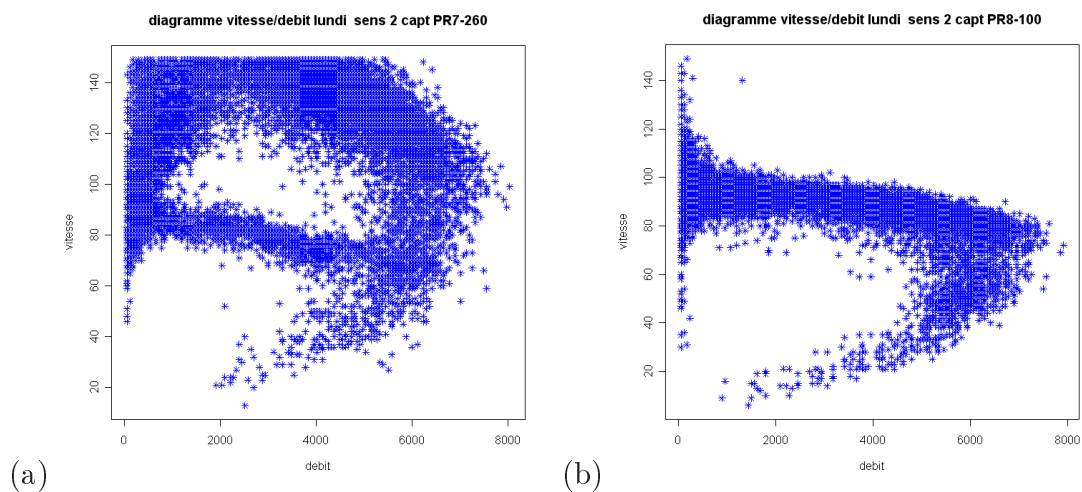 diagramme vitesse/debit lundi sens 2 capt PR7-260
vitesse
140
120
100
80
60
40
20
0 2000 4000 6000 8000
debit
(a)
diagramme vitesse/debit lundi sens 2 capt PR8-100
vitesse
140
120
100
80
60
40
20
0 2000 4000 6000 8000
debit
(b)